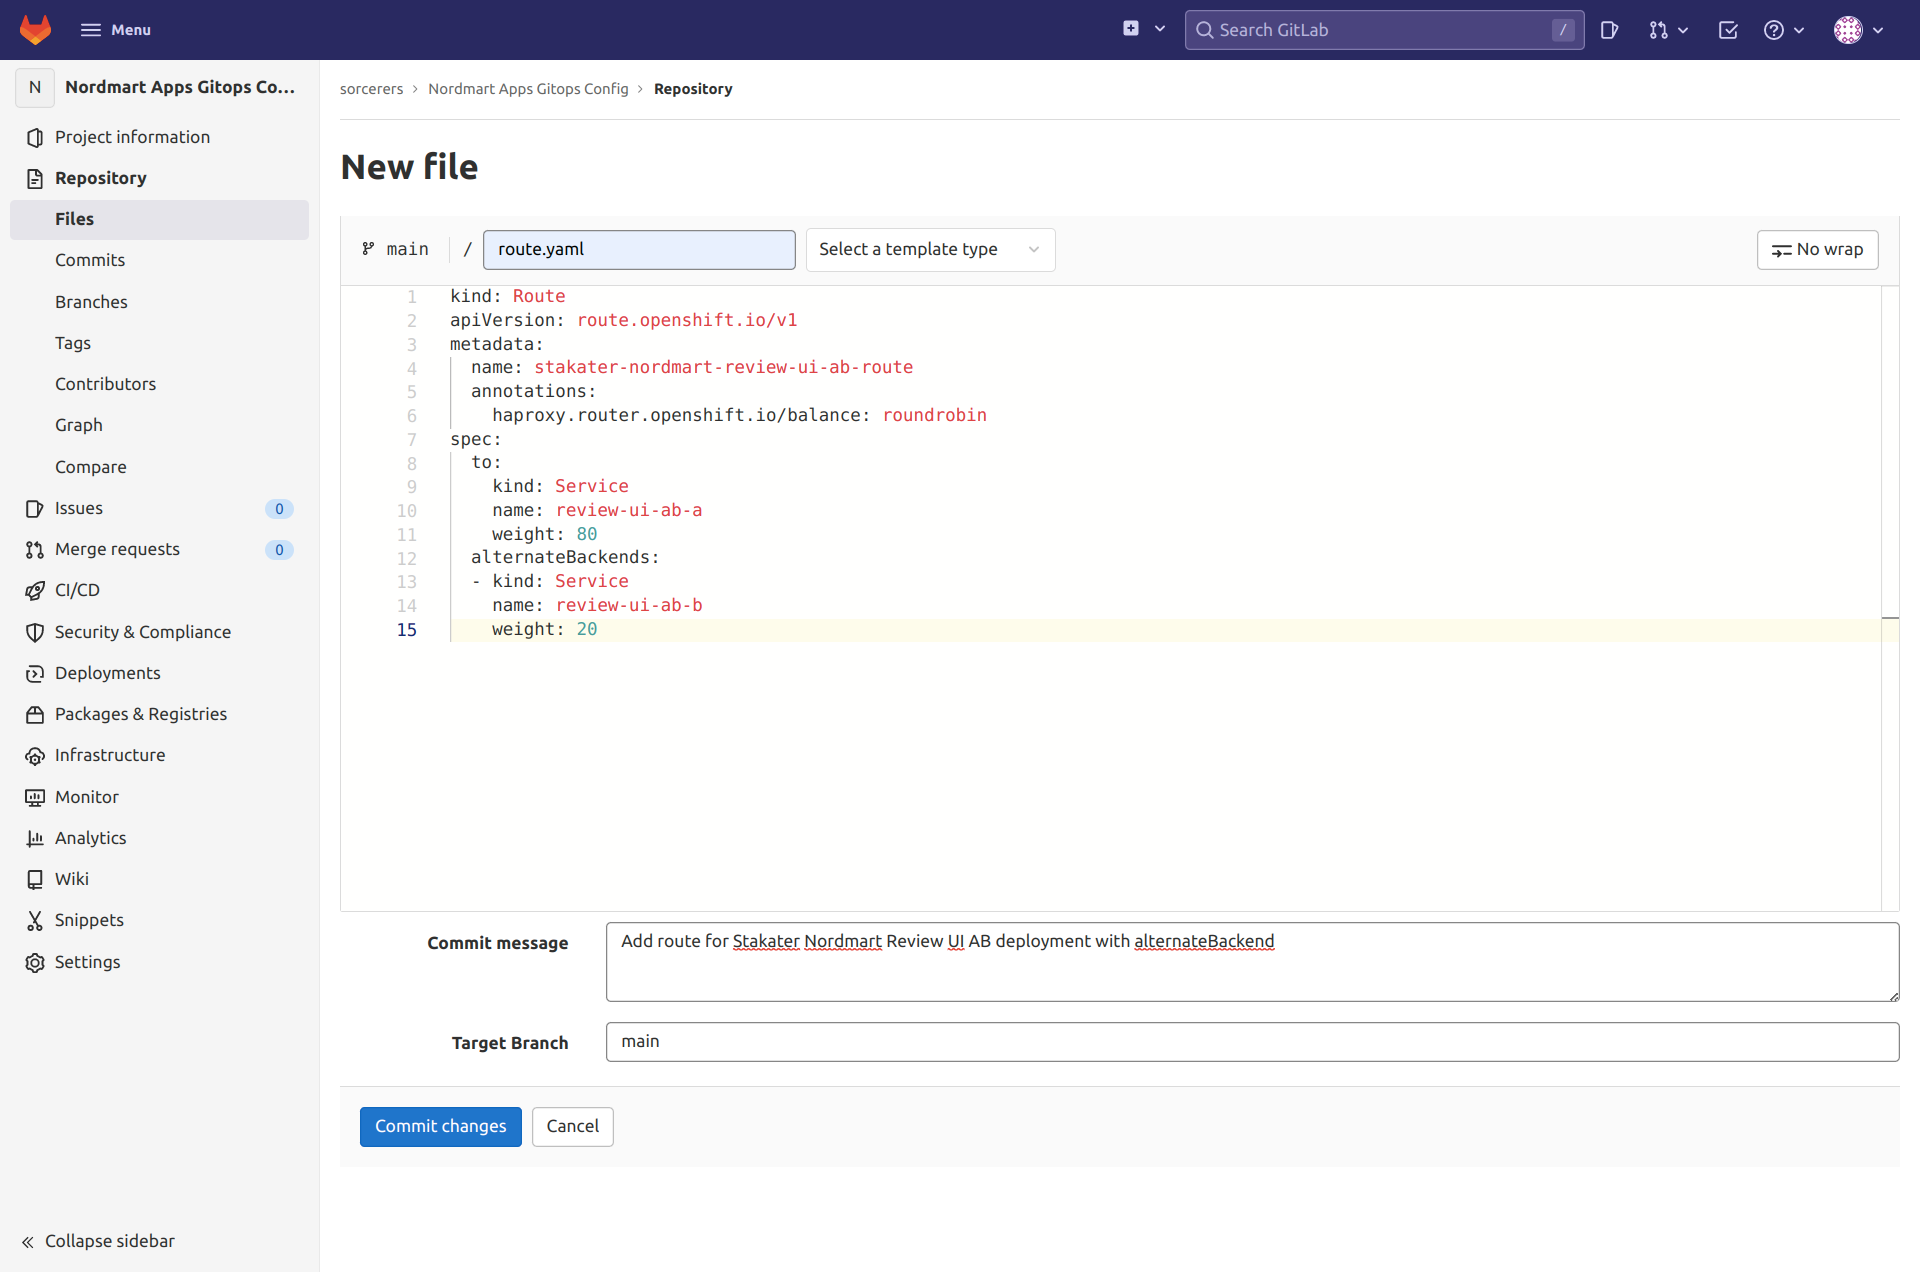 Menu
Search GitLab
/
N Nordmart Apps Gitops Co...
Project information
Repository
Files
Commits
Branches
Tags
Contributors
Graph
Compare
Issues 0
Merge requests 0
CI/CD
Security & Compliance
Deployments
Packages & Registries
Infrastructure
Monitor
Analytics
Wiki
Snippets
Settings
Collapse sidebar
sorcerers > Nordmart Apps Gitops Config > Repository
New file
main / route.yaml Select a template type No wrap
1 kind: Route
2 apiVersion: route.openshift.io/v1
3 metadata:
4   name: stakater-nordmart-review-ui-ab-route
5   annotations:
6     haproxy.router.openshift.io/balance: roundrobin
7 spec:
8   to:
9     kind: Service
10     name: review-ui-ab-a
11     weight: 80
12   alternateBackends:
13   - kind: Service
14     name: review-ui-ab-b
15     weight: 20
Commit message Add route for Stakater Nordmart Review UI AB deployment with alternateBackend
Target Branch main
Commit changes Cancel